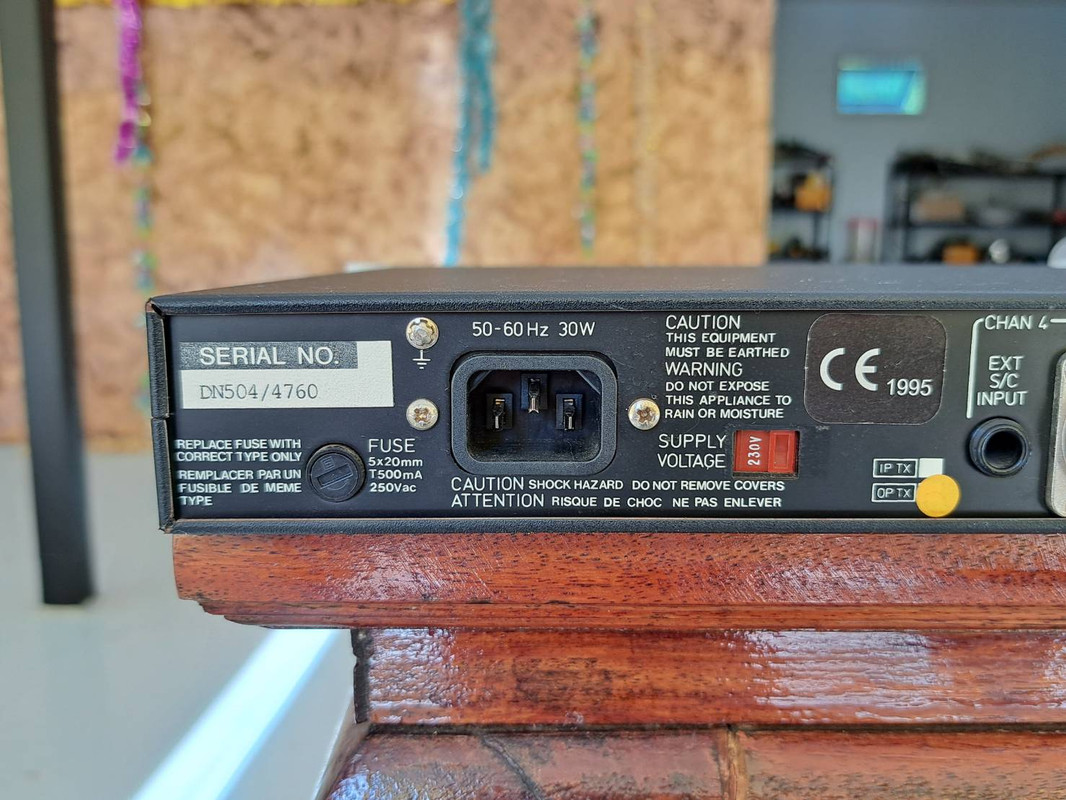 SERIAL NO.
DN504/4760
REPLACE FUSE WITH
CORRECT TYPE ONLY
REMPLACER PAR UN
FUSIBLE DE MEME
TYPE
FUSE
5x20mm
T500mA
250Vac
50-60Hz 30W
CAUTION SHOCK HAZARD DO NOT REMOVE COVERS
ATTENTION RISQUE DE CHOC NE PAS ENLEVER
CAUTION
THIS EQUIPMENT
MUST BE EARTHED
WARNING
DO NOT EXPOSE
THIS APPLIANCE TO
RAIN OR MOISTURE
SUPPLY
VOLTAGE
230V
CE 1995
IP TX
OP TX
CHAN 4
EXT
S/C
INPUT